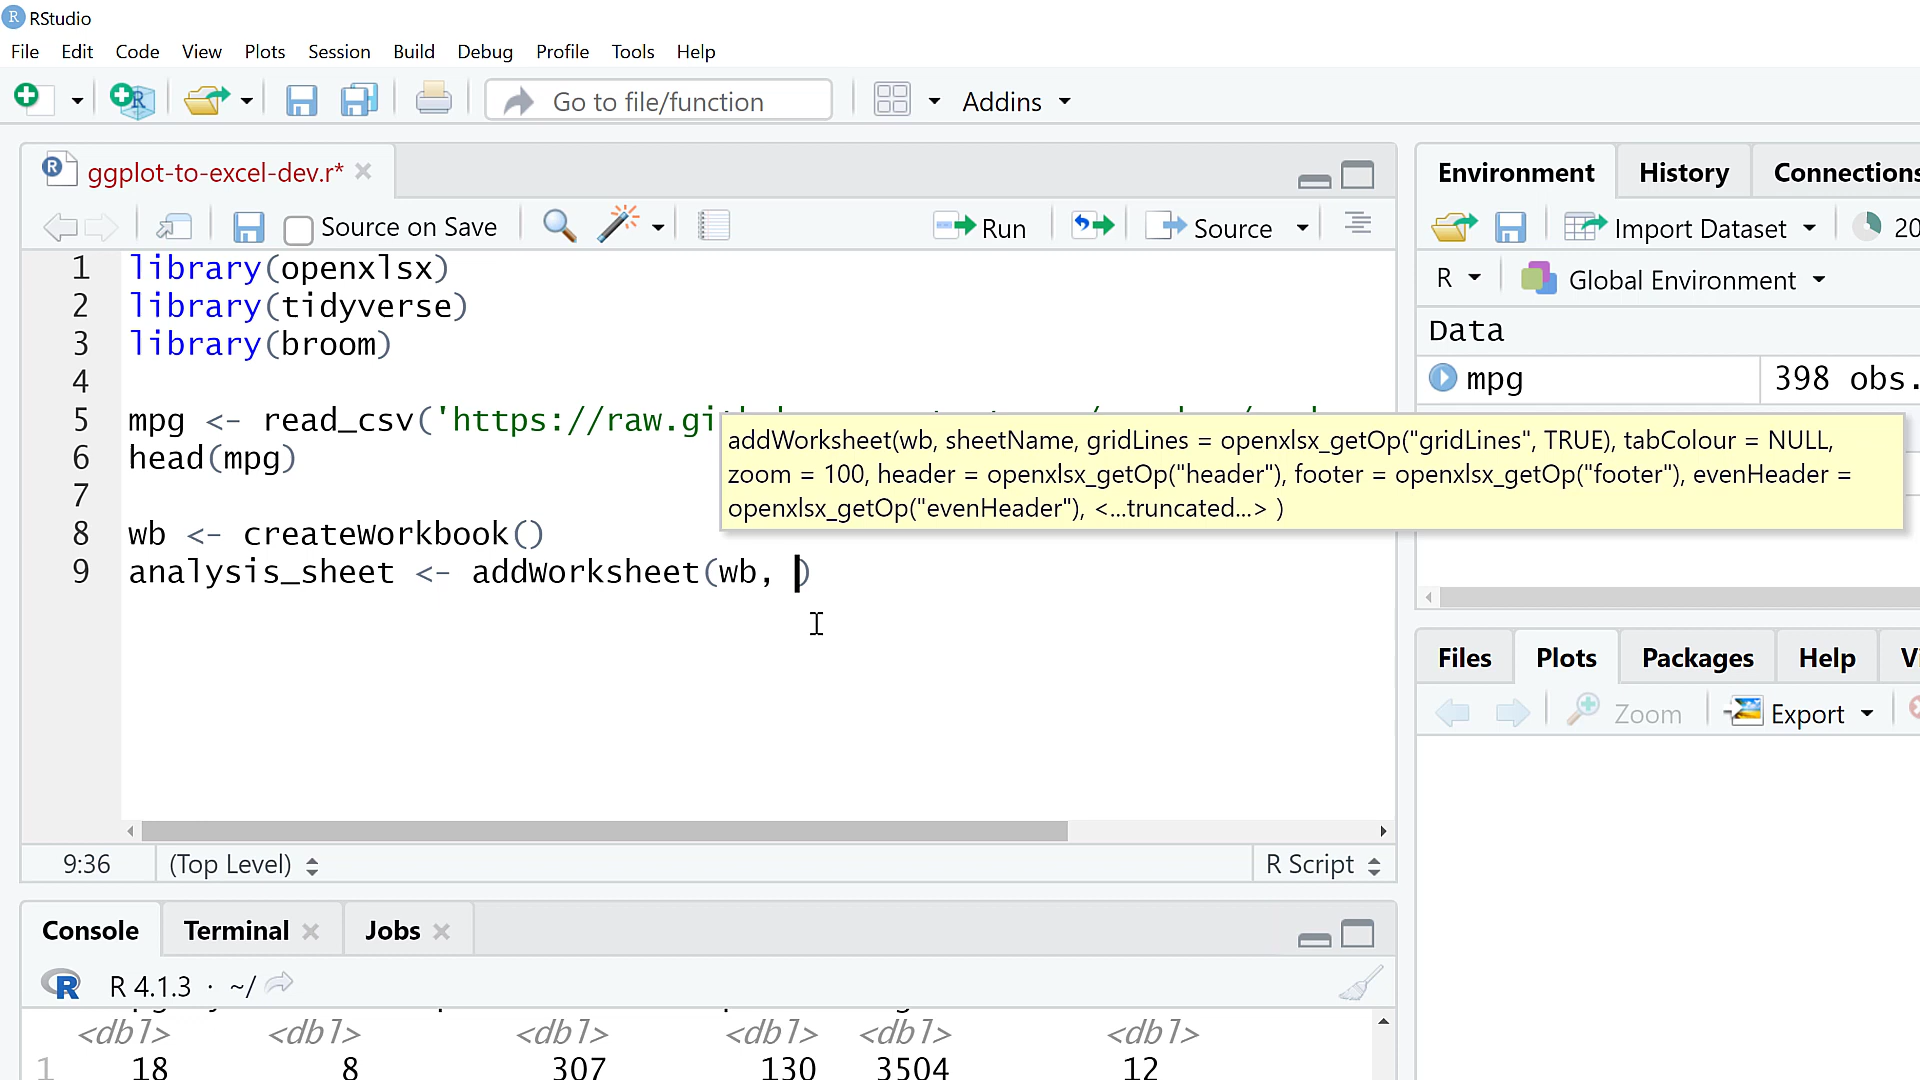 RStudio
File Edit Code View Plots Session Build Debug Profile Tools Help
Go to file/function Addins
ggplot-to-excel-dev.r*
Source on Save Run Source
1 library(openxlsx)
2 library(tidyverse)
3 library(broom)
4
5 mpg <- read_csv('https://raw.gi
6 head(mpg)
7
8 wb <- createWorkbook()
9 analysis_sheet <- addWorksheet(wb, )
addWorksheet(wb, sheetName, gridLines = openxlsx_getOp("gridLines", TRUE), tabColour = NULL,
zoom = 100, header = openxlsx_getOp("header"), footer = openxlsx_getOp("footer"), evenHeader =
openxlsx_getOp("evenHeader"), <...truncated...> )
9:36 (Top Level) R Script
Console Terminal Jobs
R 4.1.3 · ~/
<dbl> <dbl> <dbl> <dbl> <dbl> <dbl>
1 18 8 307 130 3504 12
Environment History Connections
Import Dataset 20
R Global Environment
Data
mpg 398 obs.
Files Plots Packages Help
Zoom Export